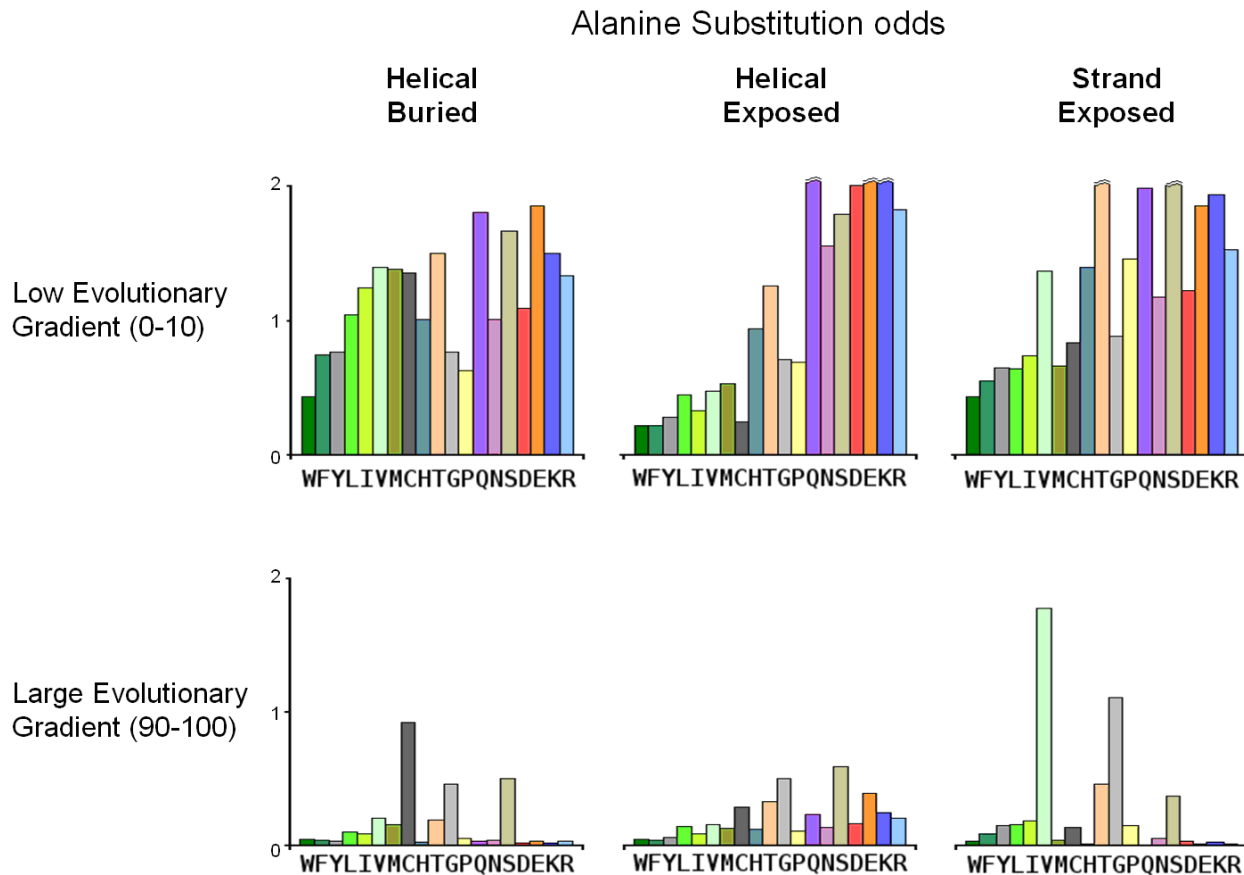 Alanine Substitution odds
Helical
Buried
Helical
Exposed
Strand
Exposed
Low Evolutionary
Gradient (0-10)
2
1
0
WFYLIVMCHTGPQNSDEKR
WFYLIVMCHTGPQNSDEKR
WFYLIVMCHTGPQNSDEKR
Large Evolutionary
Gradient (90-100)
2
1
0
WFYLIVMCHTGPQNSDEKR
WFYLIVMCHTGPQNSDEKR
WFYLIVMCHTGPQNSDEKR